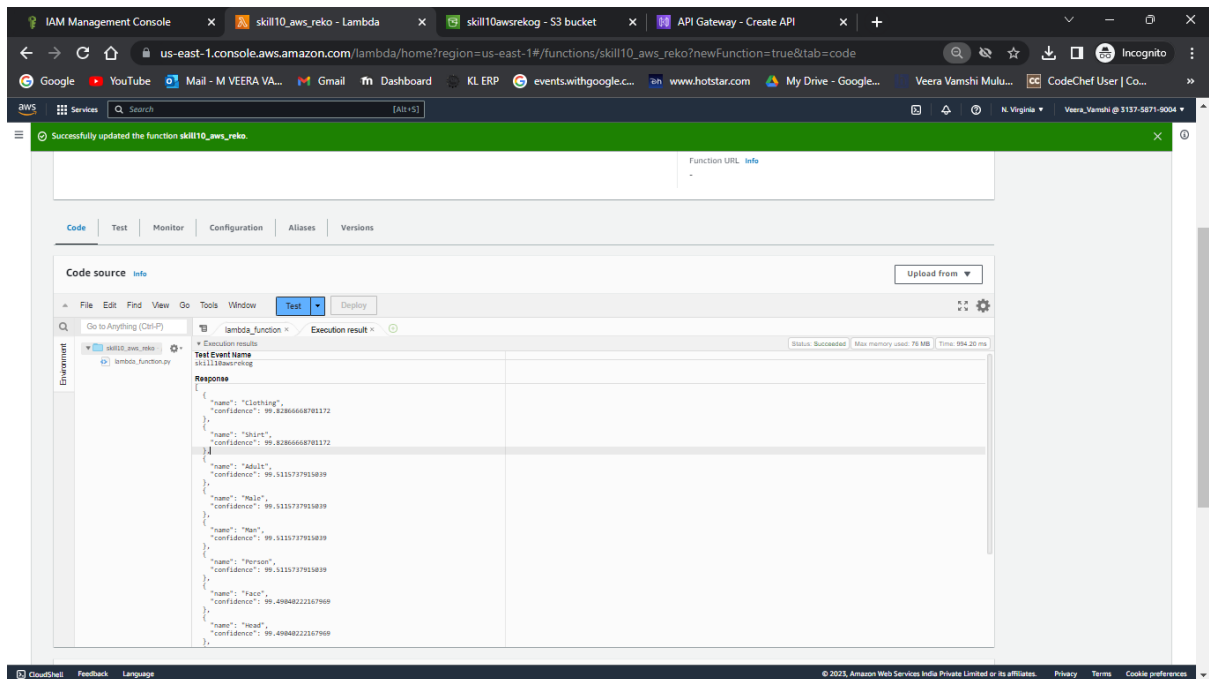 IAM Management Console
skill10_aws_reko - Lambda
skill10awsrekog - S3 bucket
API Gateway - Create API
us-east-1.console.aws.amazon.com/lambda/home?region=us-east-1#/functions/skill10_aws_reko?newFunction=true&tab=code
Incognito
Google YouTube Mail - M VEERA VA... Gmail Dashboard KL ERP events.withgoogle.c... www.hotstar.com My Drive - Google... Veera Vamshi Mulu... CodeChef User | Co... »
aws Services Search [Alt+S] N. Virginia Veera_Vamshi @ 3137-5871-9004
Successfully updated the function skill10_aws_reko.
Function URL Info
-
Code Test Monitor Configuration Aliases Versions
Code source Info Upload from
File Edit Find View Go Tools Window Test Deploy
Go to Anything (Ctrl-P) lambda_function × Execution result ×
Environment
skill10_aws_reko
lambda_function.py
Execution results Status: Succeeded Max memory used: 76 MB Time: 994.20 ms
Test Event Name
skill10awsrekog
Response
[
{
"name": "Clothing",
"confidence": 99.82866668701172
},
{
"name": "Shirt",
"confidence": 99.82866668701172
},
{
"name": "Adult",
"confidence": 99.5115737915039
},
{
"name": "Male",
"confidence": 99.5115737915039
},
{
"name": "Man",
"confidence": 99.5115737915039
},
{
"name": "Person",
"confidence": 99.5115737915039
},
{
"name": "Face",
"confidence": 99.49840222167969
},
{
"name": "Head",
"confidence": 99.49840222167969
},
CloudShell Feedback Language © 2023, Amazon Web Services India Private Limited or its affiliates. Privacy Terms Cookie preferences